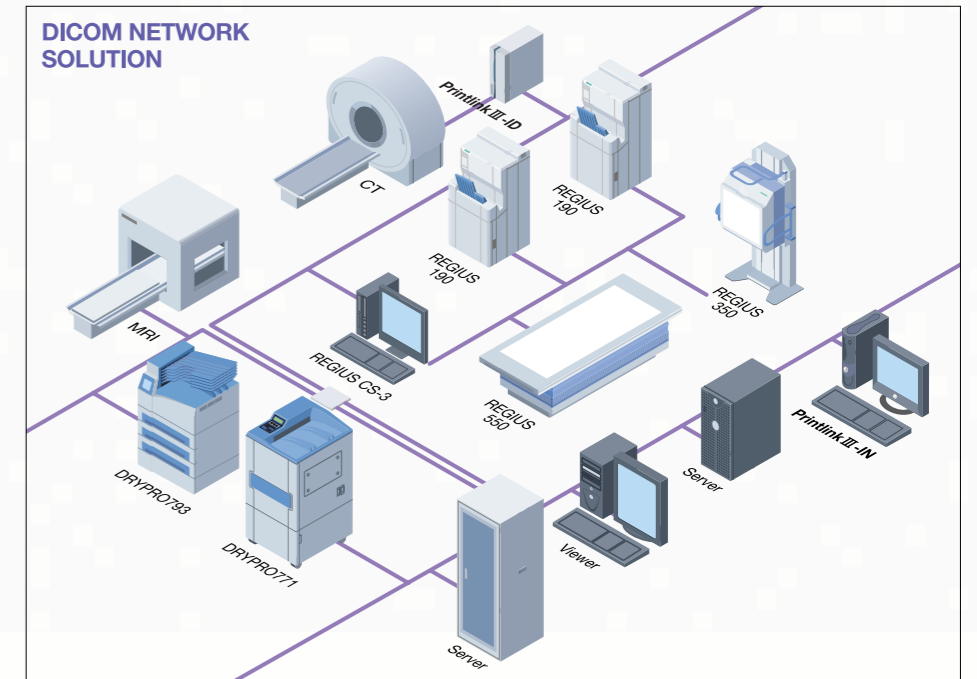 DICOM NETWORK
SOLUTION
Printlink Ⅲ-ID
CT
REGIUS
190
REGIUS
190
REGIUS
350
MRI
REGIUS CS-3
REGIUS
550
Printlink Ⅲ-IN
Server
DRYPRO793
Viewer
DRYPRO771
Server